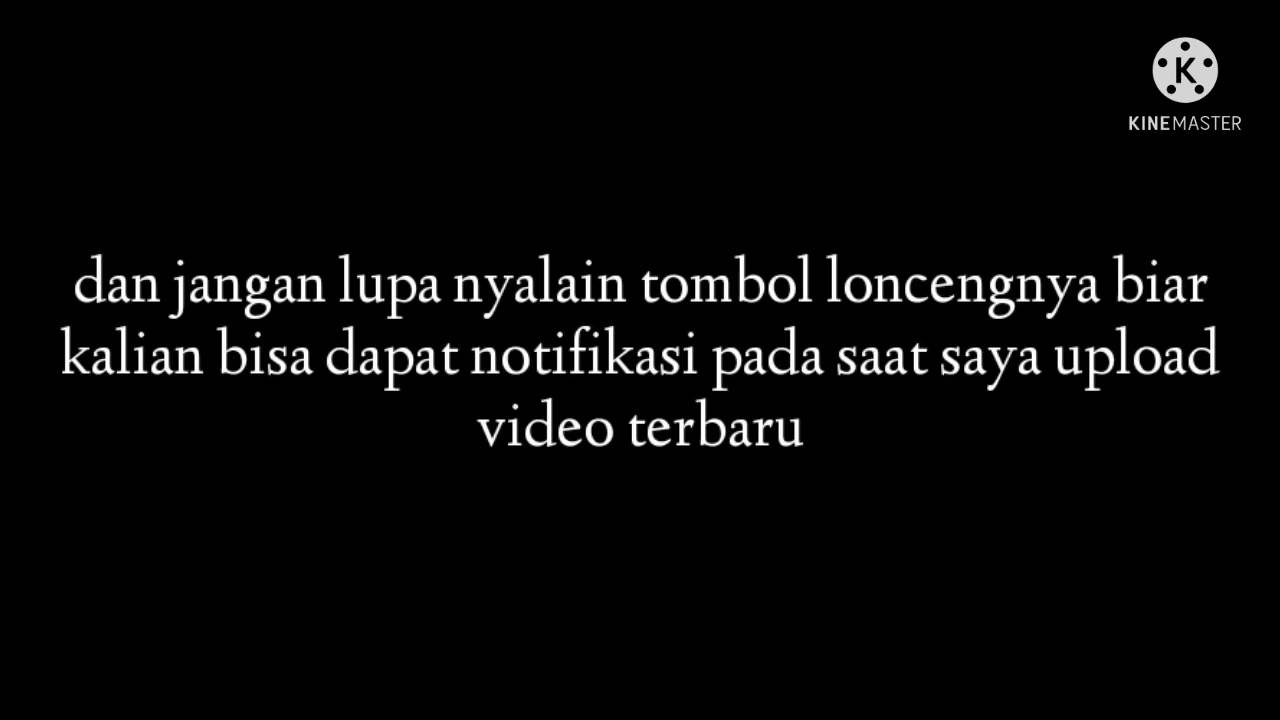 K
KINEMASTER
dan jangan lupa nyalain tombol loncengnya biar
kalian bisa dapat notifikasi pada saat saya upload
video terbaru